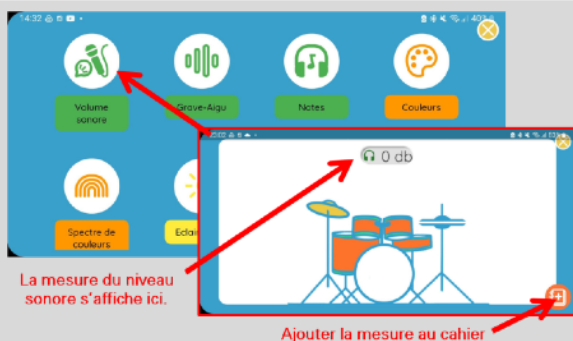 14:32
Volume
sonore
Grave-Aigu
Notes
Couleurs
0 db
Spectre de
couleurs
La mesure du niveau
sonore s'affiche ici.
Ajouter la mesure au cahier